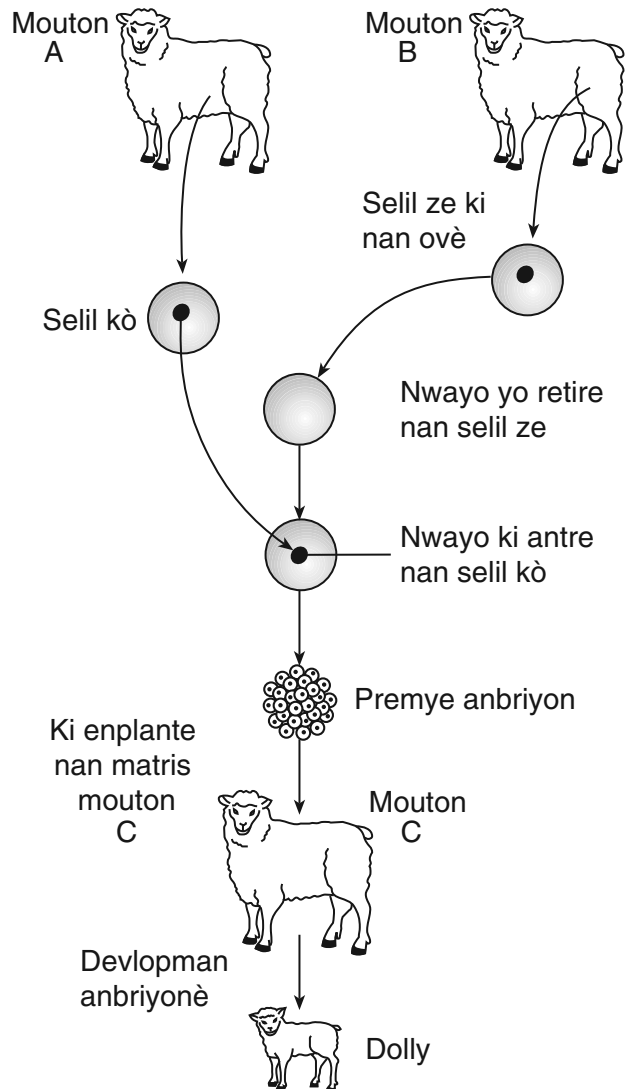 Mouton
A
Mouton
B
Selil ze ki
nan ovè
Selil kò
Nwayo yo retire
nan selil ze
Nwayo ki antre
nan selil kò
Premye anbriyon
Ki enplante
nan matris
mouton
C
Mouton
C
Devlopman
anbriyonè
Dolly